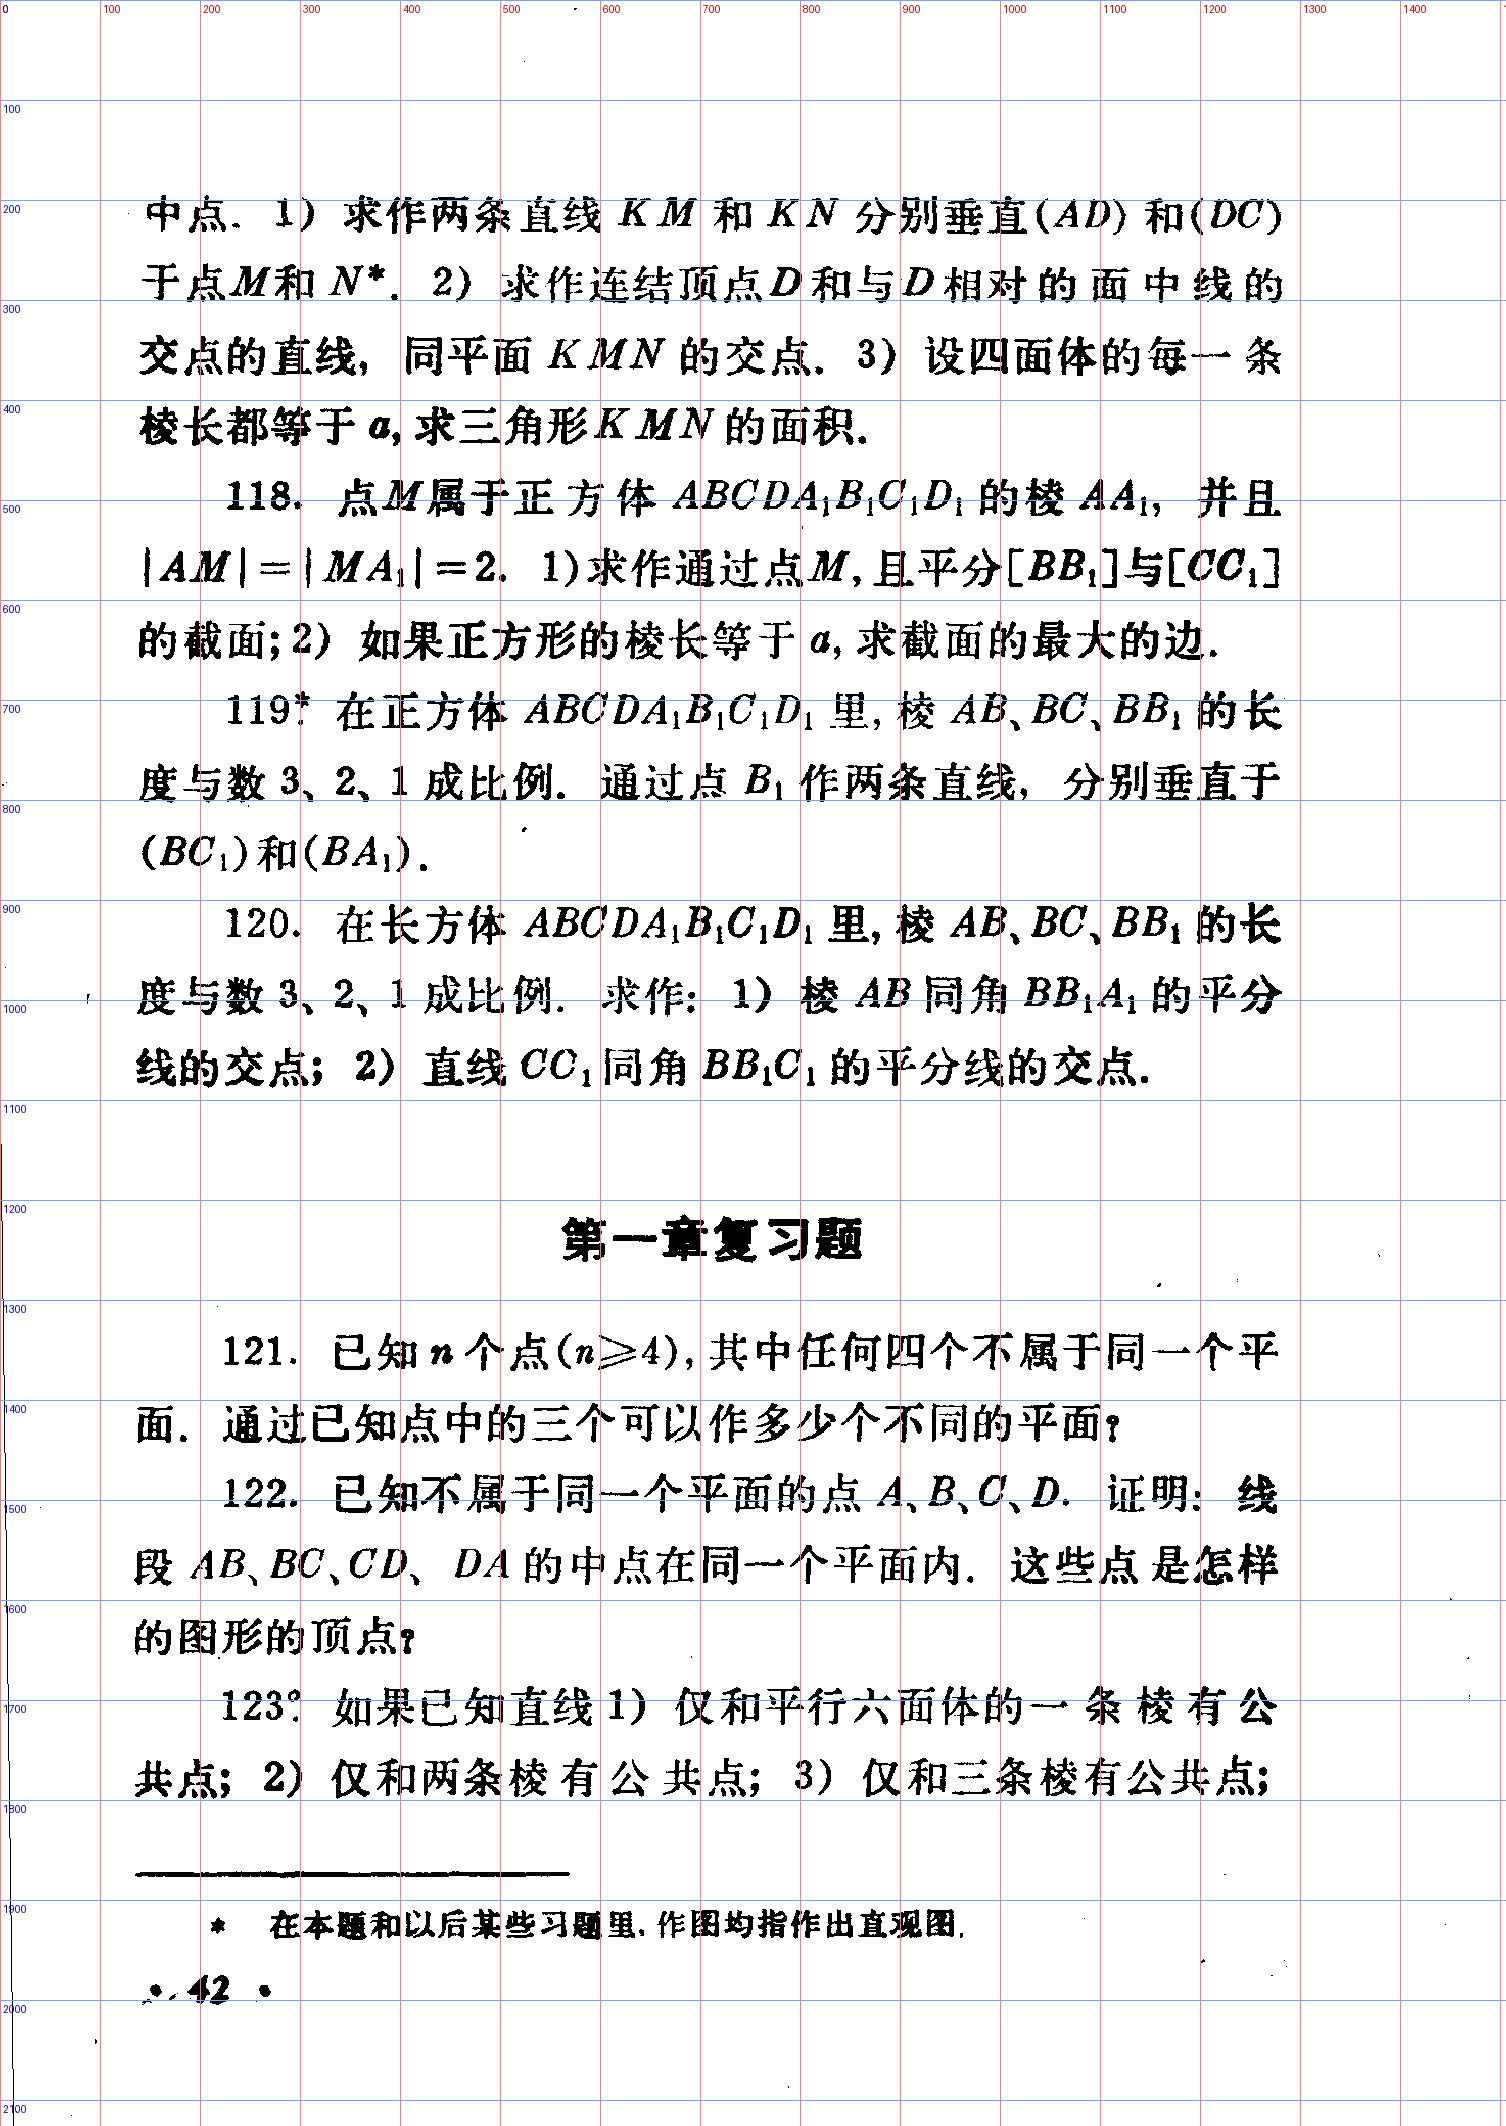 中点. 1) 求作两条直线 KM 和 KN 分别垂直(AD) 和(DC)
于点M和 N*. 2) 求作连结顶点D和与D相对的面中线的
交点的直线, 同平面 KMN 的交点. 3) 设四面体的每一条
棱长都等于 a, 求三角形KMN的面积.
118. 点M属于正方体 ABCDA₁B₁C₁D₁ 的棱 AA₁, 并且
|AM|=|MA₁|=2. 1)求作通过点M, 且平分[BB₁]与[CC₁]
的截面; 2) 如果正方形的棱长等于 a, 求截面的最大的边.
119*. 在正方体 ABCDA₁B₁C₁D₁ 里, 棱 AB、BC、BB₁ 的长
度与数 3、2、1 成比例. 通过点 B₁ 作两条直线, 分别垂直于
(BC₁)和(BA₁).
120. 在长方体 ABCDA₁B₁C₁D₁ 里, 棱 AB、BC、BB₁ 的长
度与数 3、2、1 成比例. 求作: 1) 棱 AB 同角 BB₁A₁ 的平分
线的交点; 2) 直线 CC₁ 同角 BB₁C₁ 的平分线的交点.
第一章复习题
121. 已知 n 个点(n⩾4), 其中任何四个不属于同一个平
面. 通过已知点中的三个可以作多少个不同的平面?
122. 已知不属于同一个平面的点 A、B、C、D. 证明: 线
段 AB、BC、CD、DA 的中点在同一个平面内. 这些点是怎样
的图形的顶点?
123°. 如果已知直线 1) 仅和平行六面体的一条棱有公
共点; 2) 仅和两条棱有公共点; 3) 仅和三条棱有公共点;
* 在本题和以后某些习题里, 作图均指作出直观图.
• 42 •